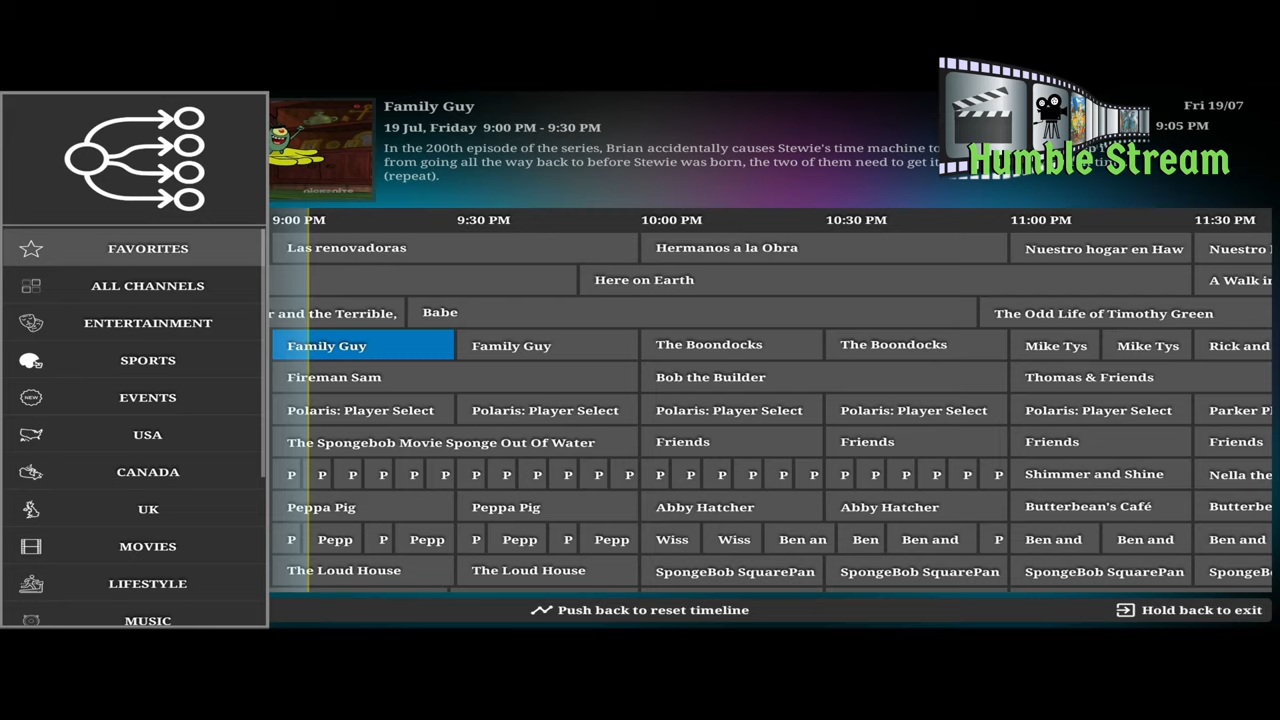 Family Guy
19 Jul, Friday 9:00 PM - 9:30 PM
In the 200th episode of the series, Brian accidentally causes Stewie's time machine to
from going all the way back to before Stewie was born, the two of them need to get it
(repeat).
nicksplits
Humble Stream
Fri 19/07
9:05 PM
FAVORITES
ALL CHANNELS
ENTERTAINMENT
SPORTS
NEW
EVENTS
USA
CANADA
UK
MOVIES
LIFESTYLE
MUSIC
9:00 PM 9:30 PM 10:00 PM 10:30 PM 11:00 PM 11:30 PM
Las renovadoras Hermanos a la Obra Nuestro hogar en Haw Nuestro
Here on Earth A Walk in
r and the Terrible, Babe The Odd Life of Timothy Green
Family Guy Family Guy The Boondocks The Boondocks Mike Tys Mike Tys Rick and
Fireman Sam Bob the Builder Thomas & Friends
Polaris: Player Select Polaris: Player Select Polaris: Player Select Polaris: Player Select Polaris: Player Select Parker P
The Spongebob Movie Sponge Out Of Water Friends Friends Friends Friends
P P P P P P P P P P P P P P P P P P P P P P P P Shimmer and Shine Nella the
Peppa Pig Peppa Pig Abby Hatcher Abby Hatcher Butterbean's Café Butterbe
P Pepp P Pepp P Pepp P Pepp Wiss Wiss Ben an Ben Ben and P Ben and Ben and Ben and
The Loud House The Loud House SpongeBob SquarePan SpongeBob SquarePan SpongeBob SquarePan SpongeB
Push back to reset timeline
Hold back to exit